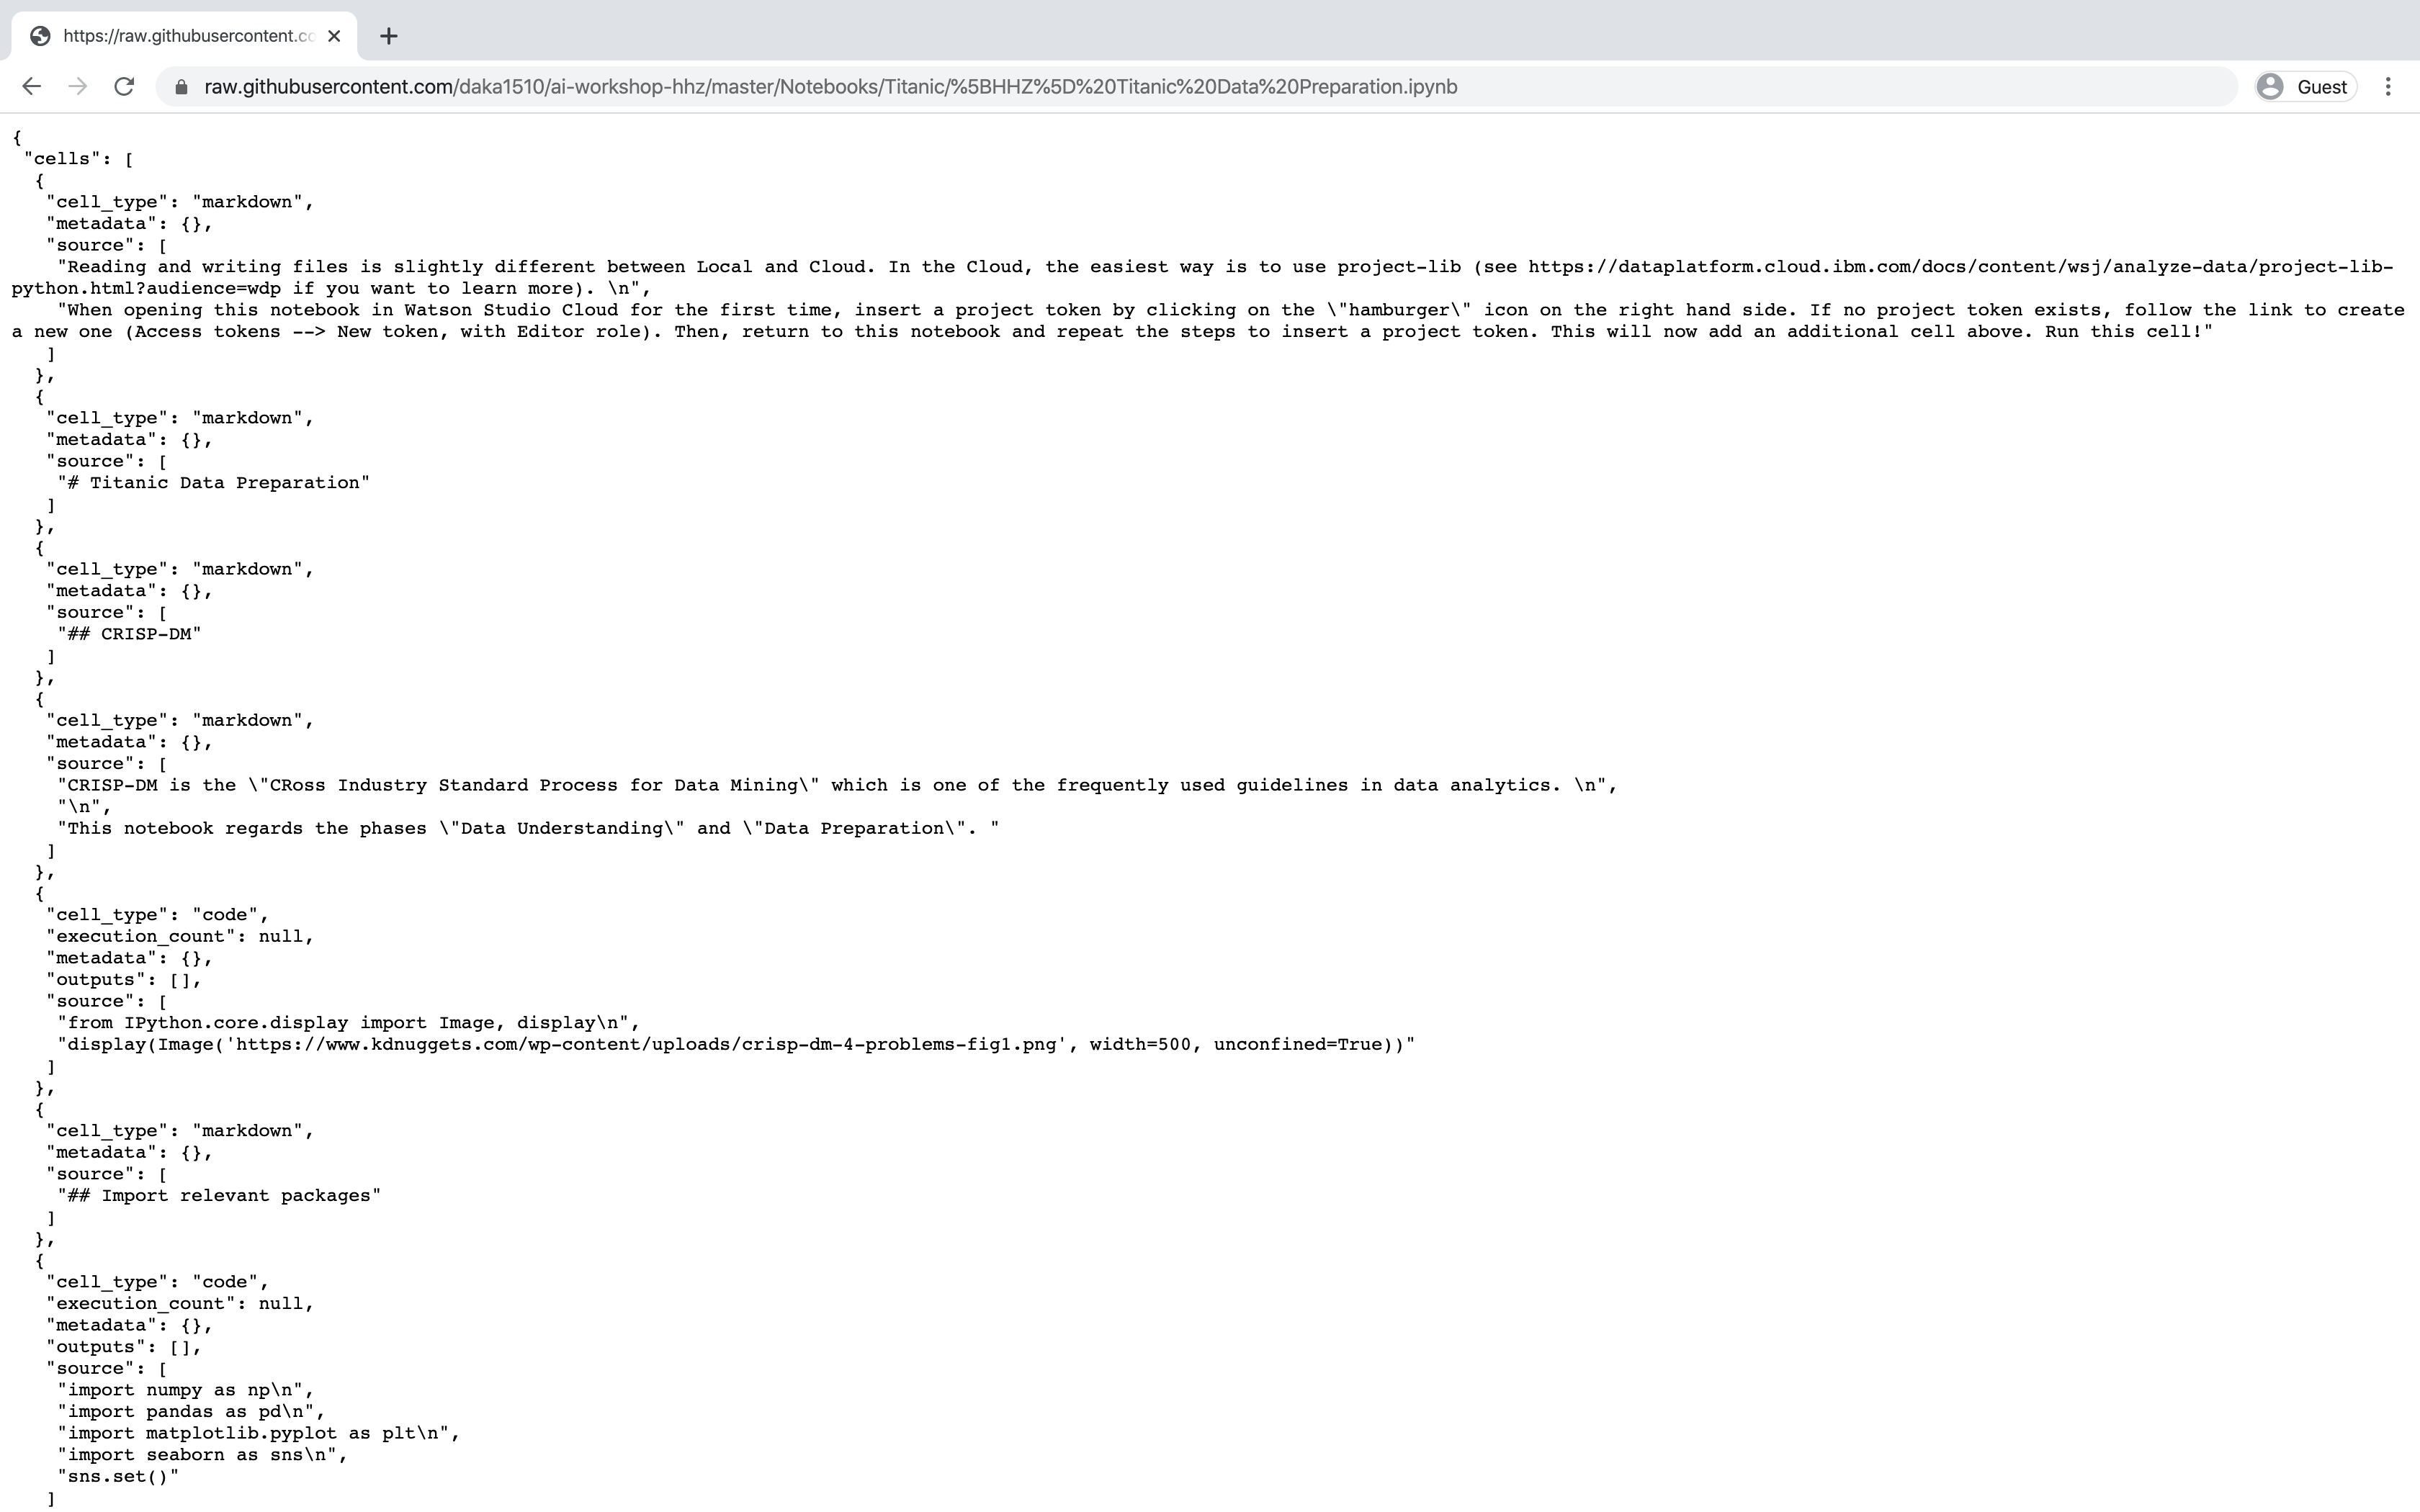 https://raw.githubusercontent.co
raw.githubusercontent.com/daka1510/ai-workshop-hhz/master/Notebooks/Titanic/%5BHHZ%5D%20Titanic%20Data%20Preparation.ipynb
Guest
{
 "cells": [
  {
   "cell_type": "markdown",
   "metadata": {},
   "source": [
    "Reading and writing files is slightly different between Local and Cloud. In the Cloud, the easiest way is to use project-lib (see https://dataplatform.cloud.ibm.com/docs/content/wsj/analyze-data/project-lib-
python.html?audience=wdp if you want to learn more). \n",
    "When opening this notebook in Watson Studio Cloud for the first time, insert a project token by clicking on the \"hamburger\" icon on the right hand side. If no project token exists, follow the link to create
a new one (Access tokens --> New token, with Editor role). Then, return to this notebook and repeat the steps to insert a project token. This will now add an additional cell above. Run this cell!"
   ]
  },
  {
   "cell_type": "markdown",
   "metadata": {},
   "source": [
    "# Titanic Data Preparation"
   ]
  },
  {
   "cell_type": "markdown",
   "metadata": {},
   "source": [
    "## CRISP-DM"
   ]
  },
  {
   "cell_type": "markdown",
   "metadata": {},
   "source": [
    "CRISP-DM is the \"CRoss Industry Standard Process for Data Mining\" which is one of the frequently used guidelines in data analytics. \n",
    "\n",
    "This notebook regards the phases \"Data Understanding\" and \"Data Preparation\". "
   ]
  },
  {
   "cell_type": "code",
   "execution_count": null,
   "metadata": {},
   "outputs": [],
   "source": [
    "from IPython.core.display import Image, display\n",
    "display(Image('https://www.kdnuggets.com/wp-content/uploads/crisp-dm-4-problems-fig1.png', width=500, unconfined=True))"
   ]
  },
  {
   "cell_type": "markdown",
   "metadata": {},
   "source": [
    "## Import relevant packages"
   ]
  },
  {
   "cell_type": "code",
   "execution_count": null,
   "metadata": {},
   "outputs": [],
   "source": [
    "import numpy as np\n",
    "import pandas as pd\n",
    "import matplotlib.pyplot as plt\n",
    "import seaborn as sns\n",
    "sns.set()"
   ]